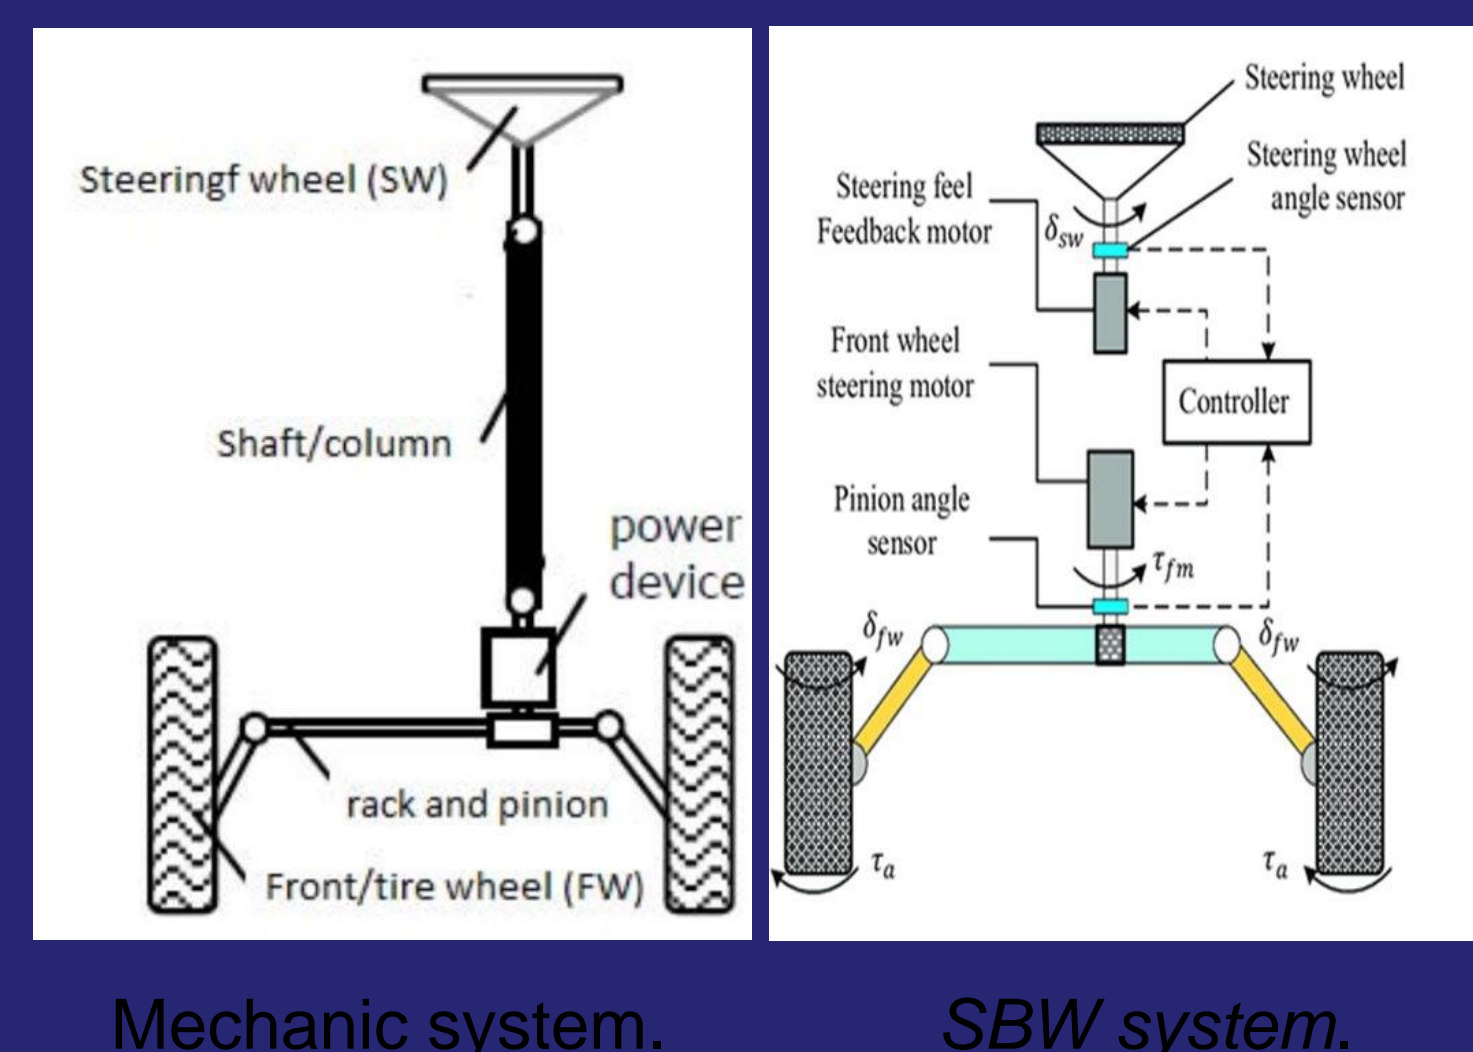 Steeringf wheel (SW)
Shaft/column
power
device
rack and pinion
Front/tire wheel (FW)
Mechanic system.
Steering wheel
Steering wheel
angle sensor
Steering feel
Feedback motor
δsw
Front wheel
steering motor
Controller
Pinion angle
sensor
τfm
δfw
δfw
τa
τa
SBW system.